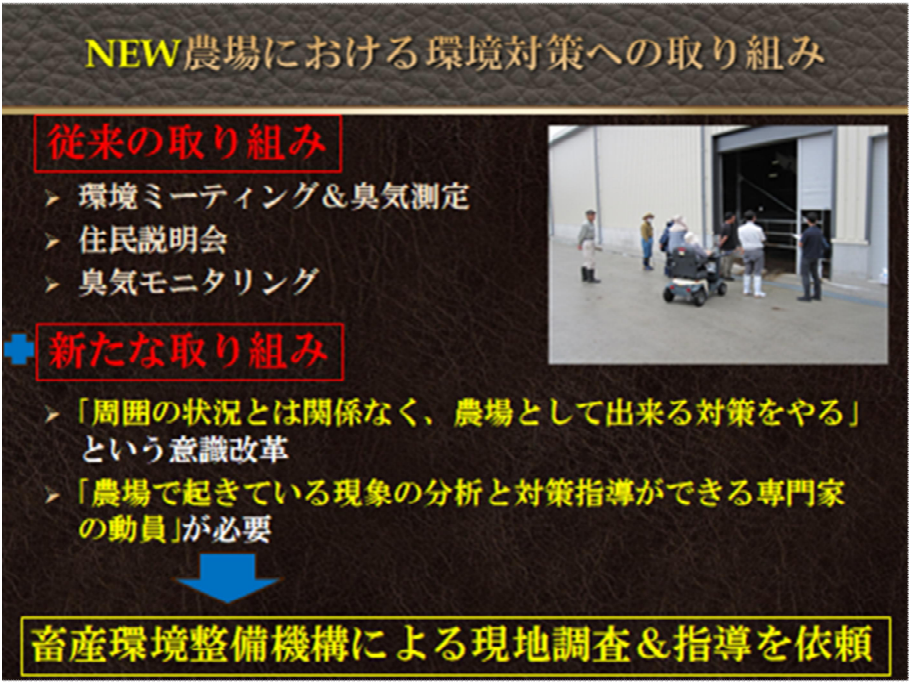 NEW農場における環境対策への取り組み
従来の取り組み
➢ 環境ミーティング＆臭気測定
➢ 住民説明会
➢ 臭気モニタリング
新たな取り組み
➢ 「周囲の状況とは関係なく、農場として出来る対策をやる」
という意識改革
➢ 「農場で起きている現象の分析と対策指導ができる専門家
の動員」が必要
畜産環境整備機構による現地調査＆指導を依頼